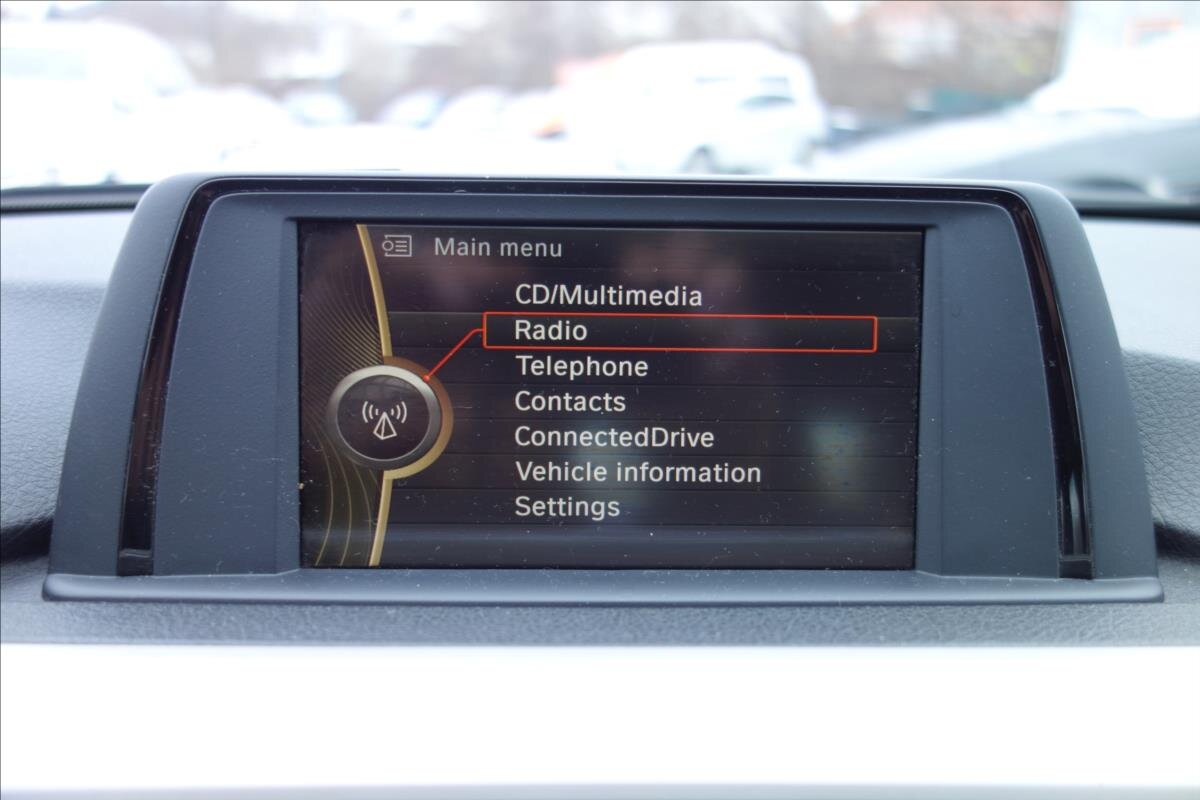 Main menu
CD/Multimedia
Radio
Telephone
Contacts
ConnectedDrive
Vehicle information
Settings